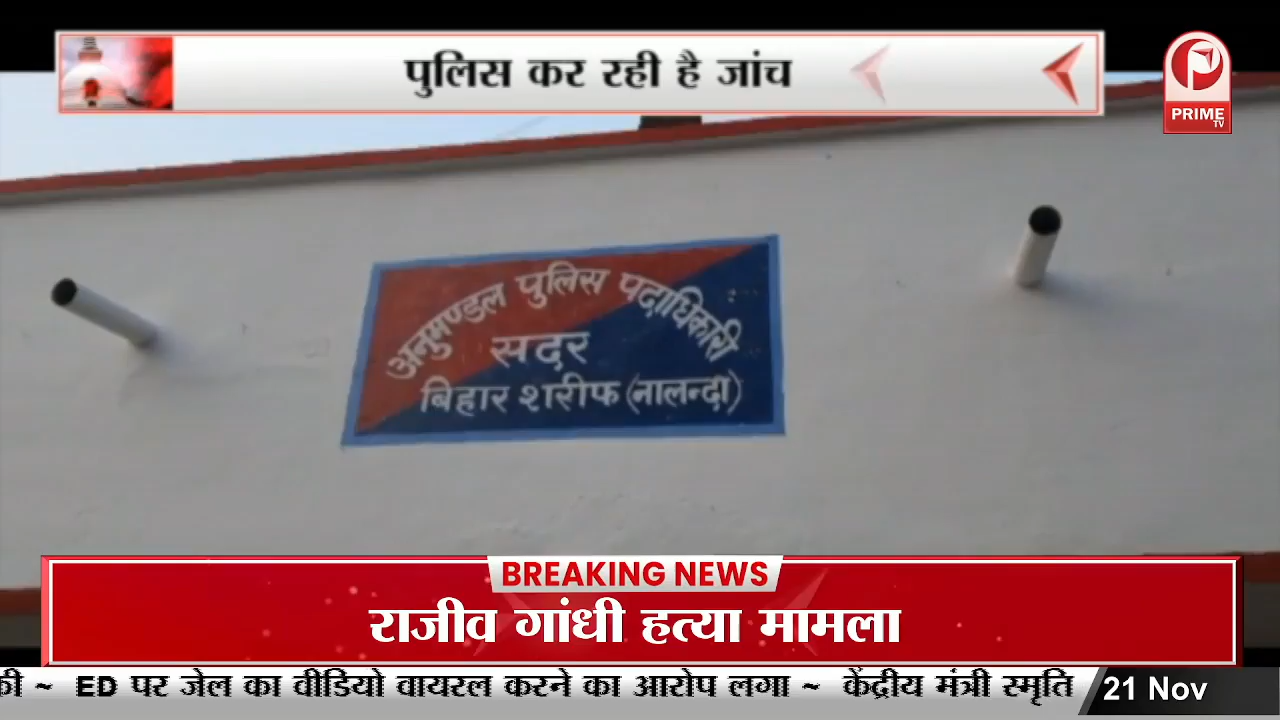 पुलिस कर रही है जांच
PRIME
TV
अनुमण्डल पुलिस पदाधिकारी
सदर
बिहार शरीफ (नालन्दा)
BREAKING NEWS
राजीव गांधी हत्या मामला
की ~ ED पर जेल का वीडियो वायरल करने का आरोप लगा ~ केंद्रीय मंत्री स्मृति
21 Nov